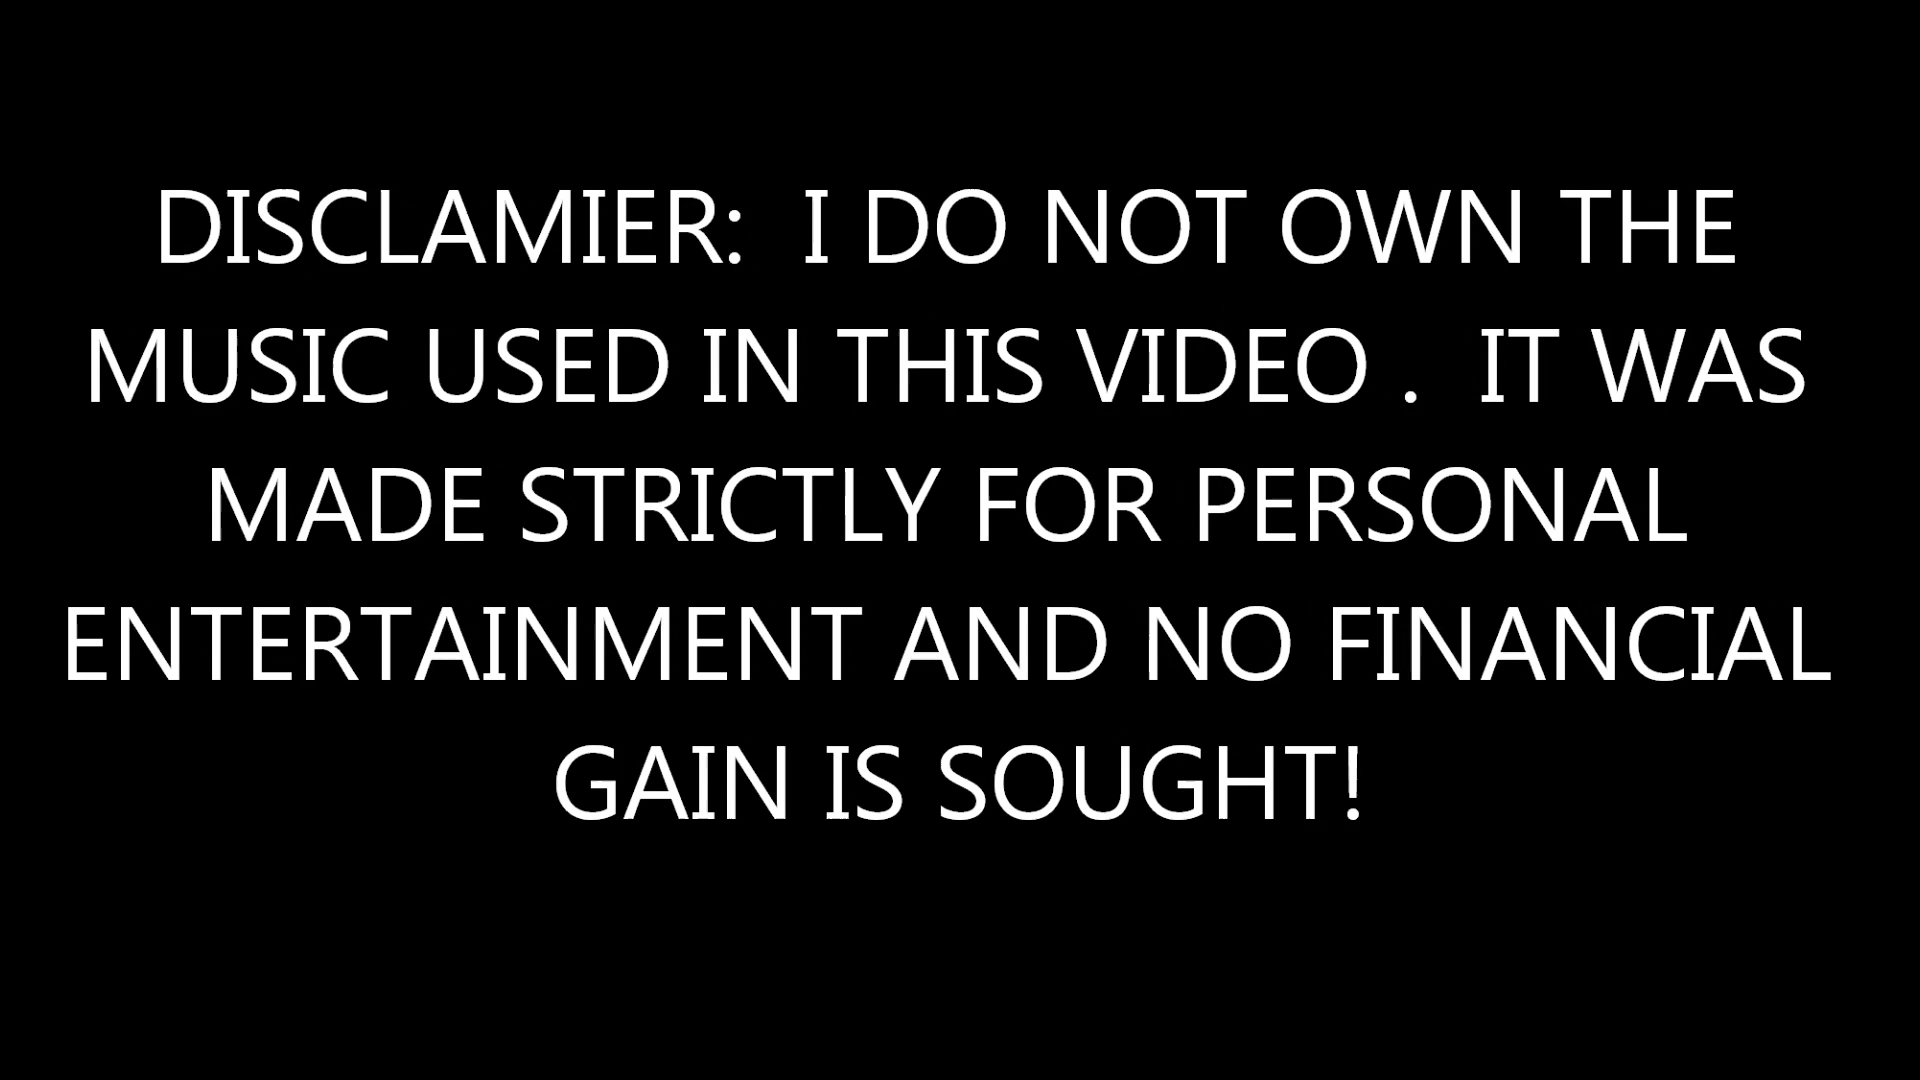 DISCLAMIER:  I DO NOT OWN THE
MUSIC USED IN THIS VIDEO .  IT WAS
MADE STRICTLY FOR PERSONAL
ENTERTAINMENT AND NO FINANCIAL
GAIN IS SOUGHT!